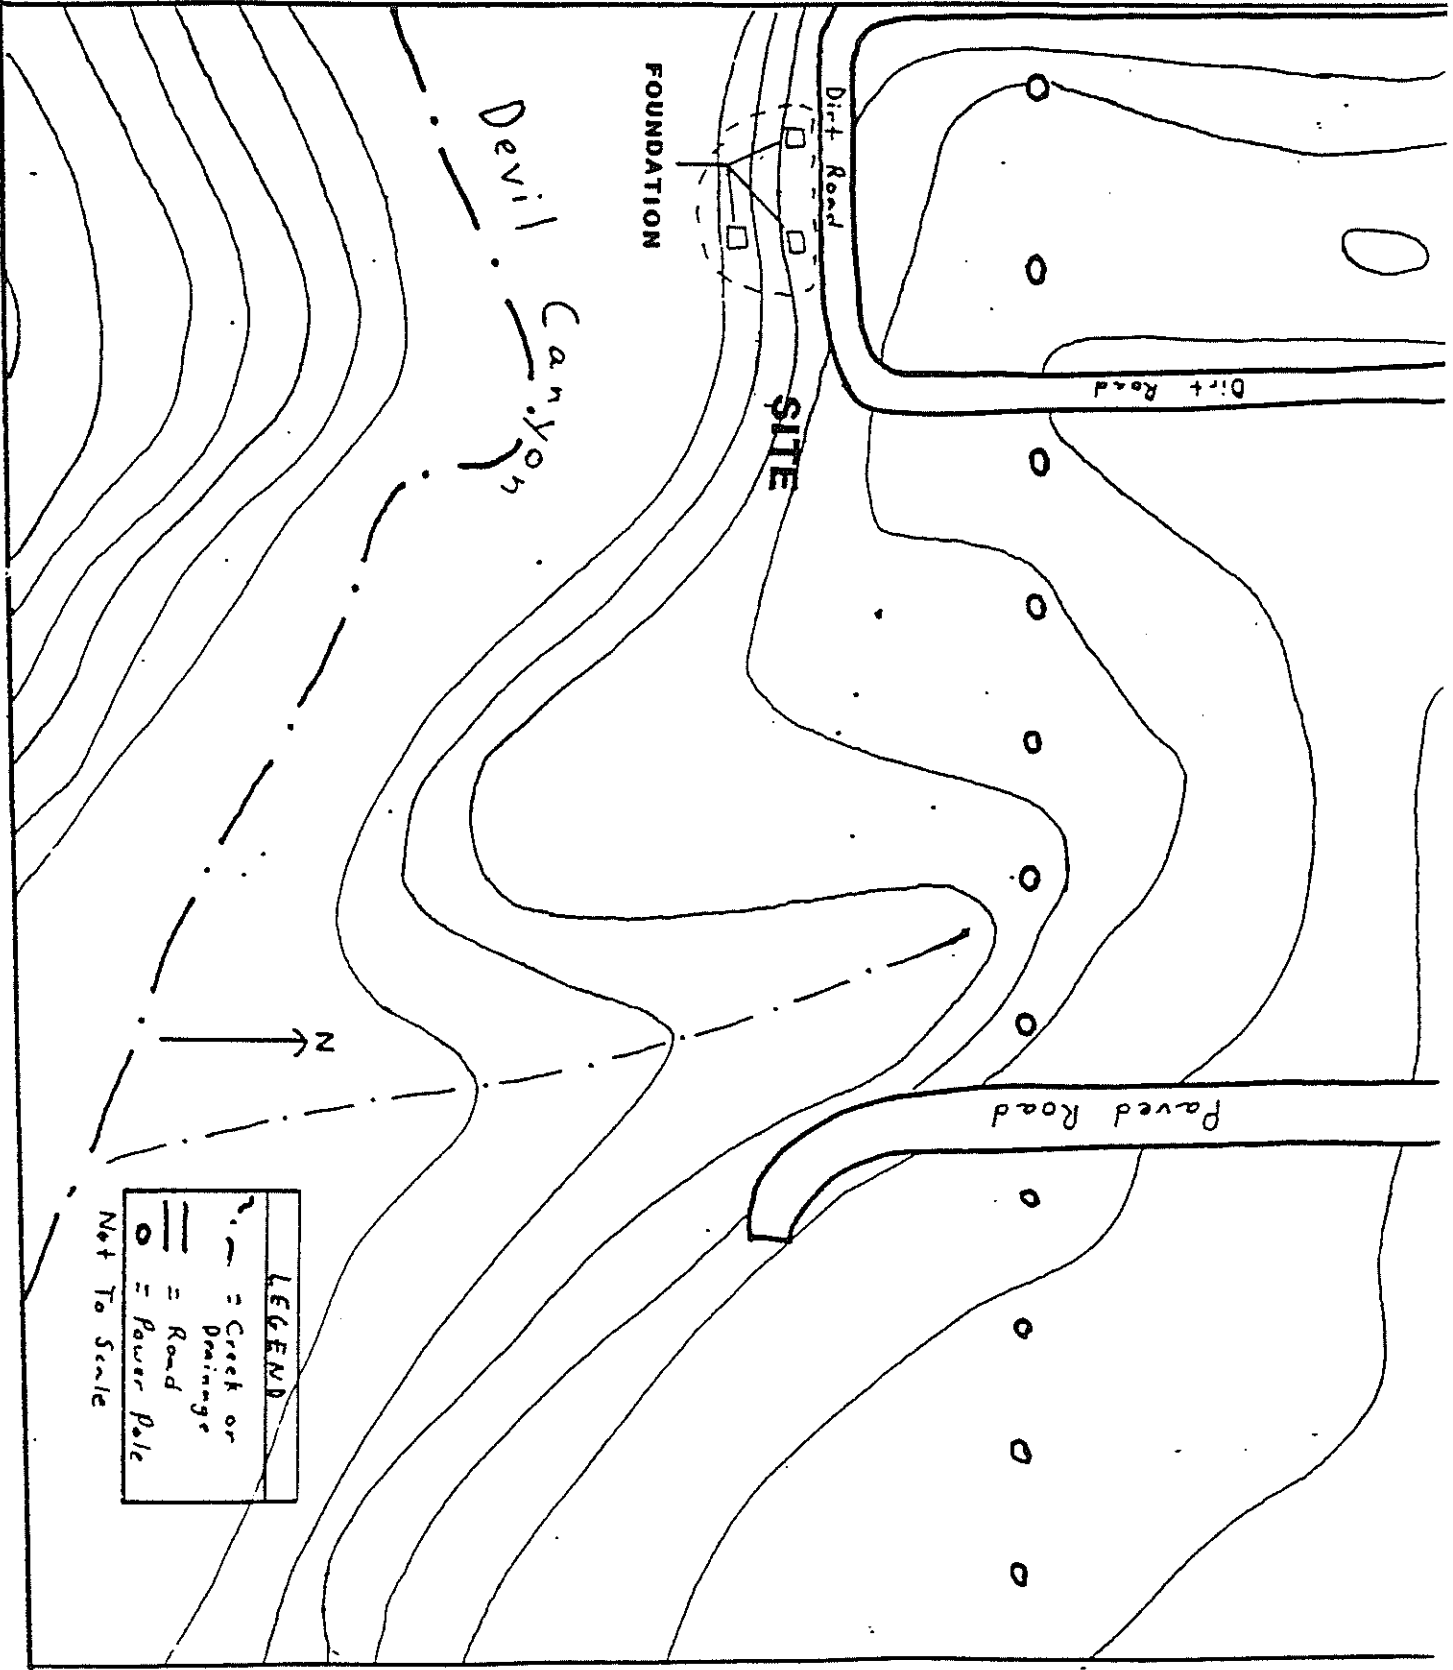 Devil Canyon
FOUNDATION
SITE
Dirt Road
Dirt Road
Paved Road
N
LEGEND
= Creek or
Drainage
= Road
= Power Pole
Not To Scale